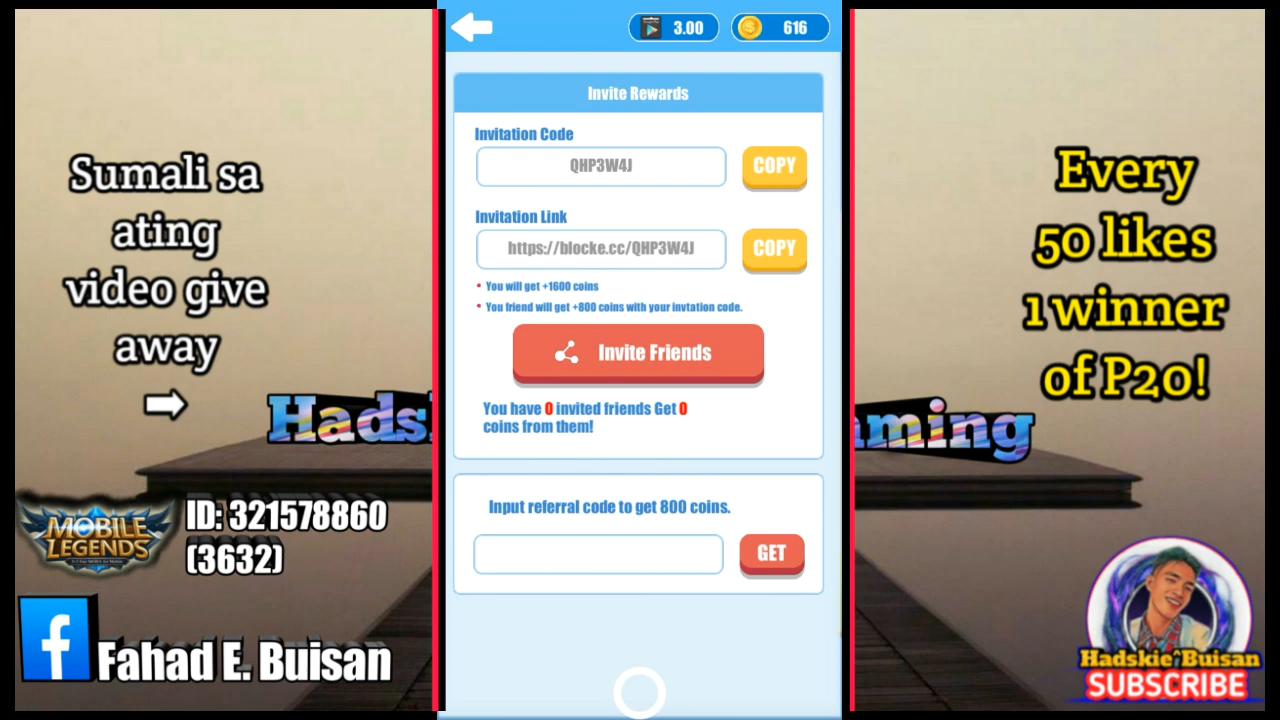 Sumali sa
ating
video give
away
Hads
MOBILE
LEGENDS
ID: 321578860
(3632)
f
Fahad E. Buisan
3.00
616
Invite Rewards
Invitation Code
QHP3W4J
COPY
Invitation Link
https://blocke.cc/QHP3W4J
COPY
• You will get +1600 coins
• You friend will get +800 coins with your invtation code.
Invite Friends
You have 0 invited friends Get 0
coins from them!
Input referral code to get 800 coins.
GET
Every
50 likes
1 winner
of P20!
ming
Hadskie^Buisan
SUBSCRIBE